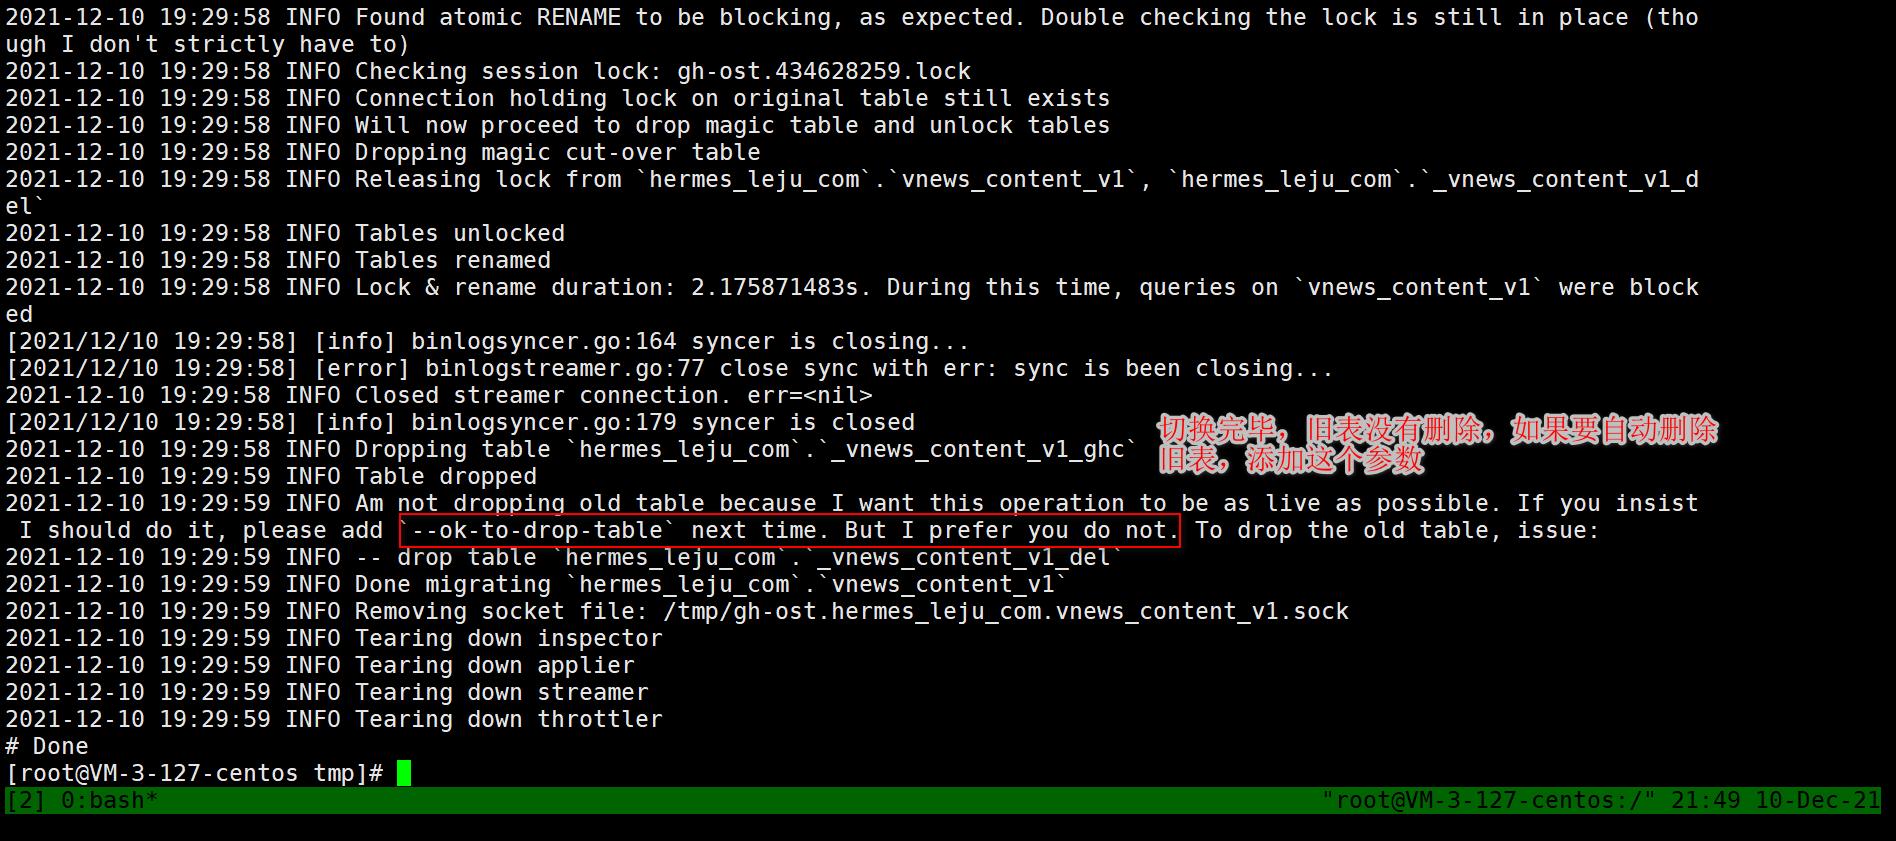 2021-12-10 19:29:58 INFO Found atomic RENAME to be blocking, as expected. Double checking the lock is still in place (tho
ugh I don't strictly have to)
2021-12-10 19:29:58 INFO Checking session lock: gh-ost.434628259.lock
2021-12-10 19:29:58 INFO Connection holding lock on original table still exists
2021-12-10 19:29:58 INFO Will now proceed to drop magic table and unlock tables
2021-12-10 19:29:58 INFO Dropping magic cut-over table
2021-12-10 19:29:58 INFO Releasing lock from `hermes_leju_com`.`vnews_content_v1`, `hermes_leju_com`.`_vnews_content_v1_d
el`
2021-12-10 19:29:58 INFO Tables unlocked
2021-12-10 19:29:58 INFO Tables renamed
2021-12-10 19:29:58 INFO Lock & rename duration: 2.175871483s. During this time, queries on `vnews_content_v1` were block
ed
[2021/12/10 19:29:58] [info] binlogsyncer.go:164 syncer is closing...
[2021/12/10 19:29:58] [error] binlogstreamer.go:77 close sync with err: sync is been closing...
2021-12-10 19:29:58 INFO Closed streamer connection. err=<nil>
[2021/12/10 19:29:58] [info] binlogsyncer.go:179 syncer is closed
切换完毕，旧表没有删除，如果要自动删除
2021-12-10 19:29:58 INFO Dropping table `hermes_leju_com`.`_vnews_content_v1_ghc`
旧表，添加这个参数
2021-12-10 19:29:59 INFO Table dropped
2021-12-10 19:29:59 INFO Am not dropping old table because I want this operation to be as live as possible. If you insist
 I should do it, please add `--ok-to-drop-table` next time. But I prefer you do not. To drop the old table, issue:
2021-12-10 19:29:59 INFO -- drop table `hermes_leju_com`.`_vnews_content_v1_del`
2021-12-10 19:29:59 INFO Done migrating `hermes_leju_com`.`vnews_content_v1`
2021-12-10 19:29:59 INFO Removing socket file: /tmp/gh-ost.hermes_leju_com.vnews_content_v1.sock
2021-12-10 19:29:59 INFO Tearing down inspector
2021-12-10 19:29:59 INFO Tearing down applier
2021-12-10 19:29:59 INFO Tearing down streamer
2021-12-10 19:29:59 INFO Tearing down throttler
# Done
[root@VM-3-127-centos tmp]#
[2] 0:bash* "root@VM-3-127-centos:/" 21:49 10-Dec-21